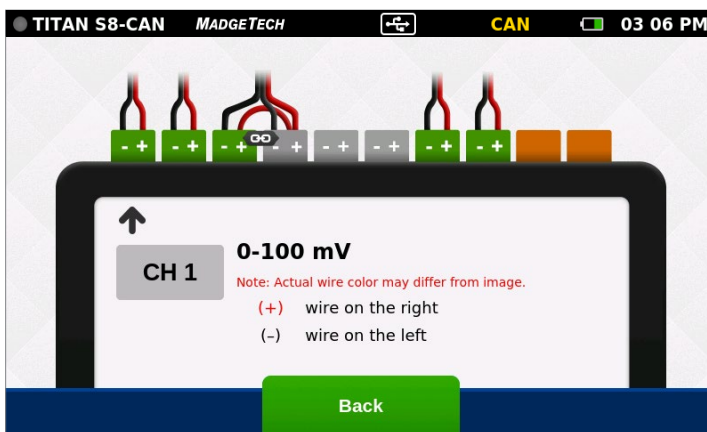 TITAN S8-CAN MADGETECH CAN 03 06 PM
- + - + - + - + - + - + - + - +
CH 1
0-100 mV
Note: Actual wire color may differ from image.
(+) wire on the right
(–) wire on the left
Back